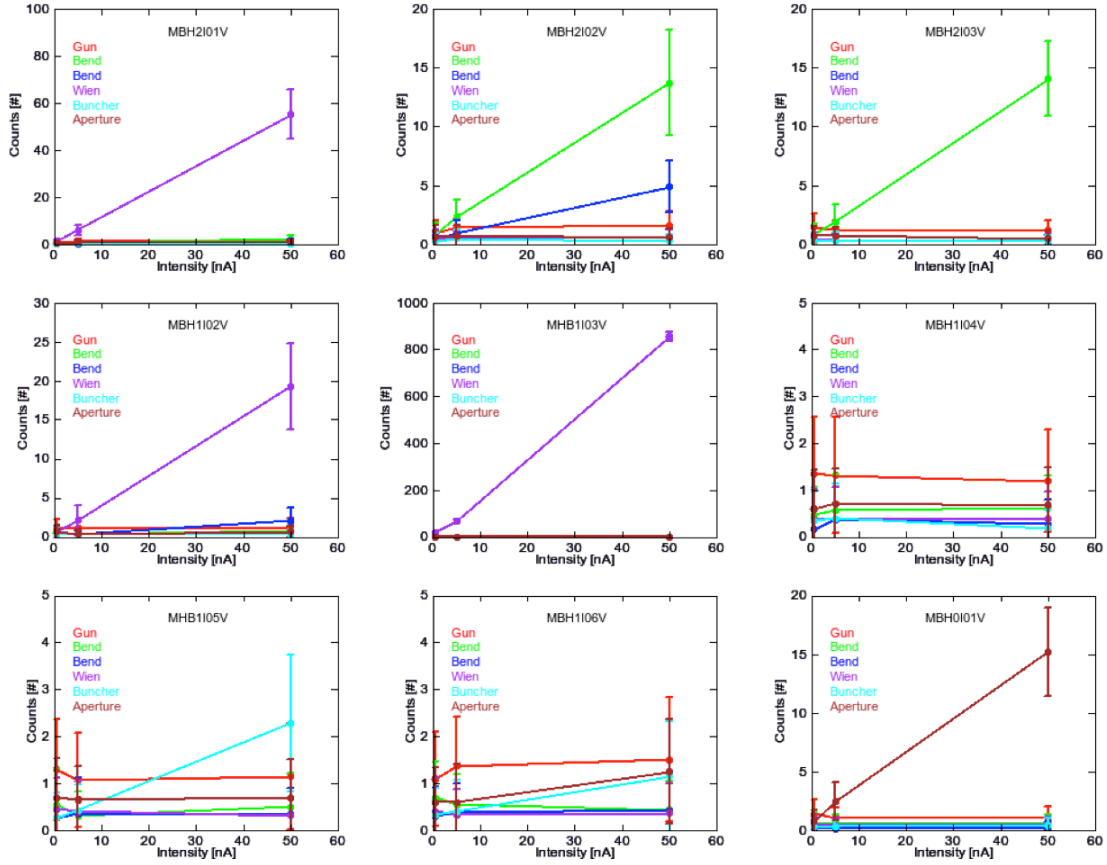 MBH2I01V
Gun
Bend
Bend
Wien
Buncher
Aperture
100
80
60
40
20
0
Counts [#]
0 10 20 30 40 50 60
Intensity [nA]
MBH2I02V
Gun
Bend
Bend
Wien
Buncher
Aperture
20
15
10
5
0
Counts [#]
0 10 20 30 40 50 60
Intensity [nA]
MBH2I03V
Gun
Bend
Bend
Wien
Buncher
Aperture
20
15
10
5
0
Counts [#]
0 10 20 30 40 50 60
Intensity [nA]
MBH1I02V
Gun
Bend
Bend
Wien
Buncher
Aperture
30
25
20
15
10
5
0
Counts [#]
0 10 20 30 40 50 60
Intensity [nA]
MHB1I03V
Gun
Bend
Bend
Wien
Buncher
Aperture
1000
800
600
400
200
0
Counts [#]
0 10 20 30 40 50 60
Intensity [nA]
MBH1I04V
Gun
Bend
Bend
Wien
Buncher
Aperture
5
4
3
2
1
0
Counts [#]
0 10 20 30 40 50 60
Intensity [nA]
MHB1I05V
Gun
Bend
Bend
Wien
Buncher
Aperture
5
4
3
2
1
0
Counts [#]
0 10 20 30 40 50 60
Intensity [nA]
MBH1I06V
Gun
Bend
Bend
Wien
Buncher
Aperture
5
4
3
2
1
0
Counts [#]
0 10 20 30 40 50 60
Intensity [nA]
MBH0I01V
Gun
Bend
Bend
Wien
Buncher
Aperture
20
15
10
5
0
Counts [#]
0 10 20 30 40 50 60
Intensity [nA]